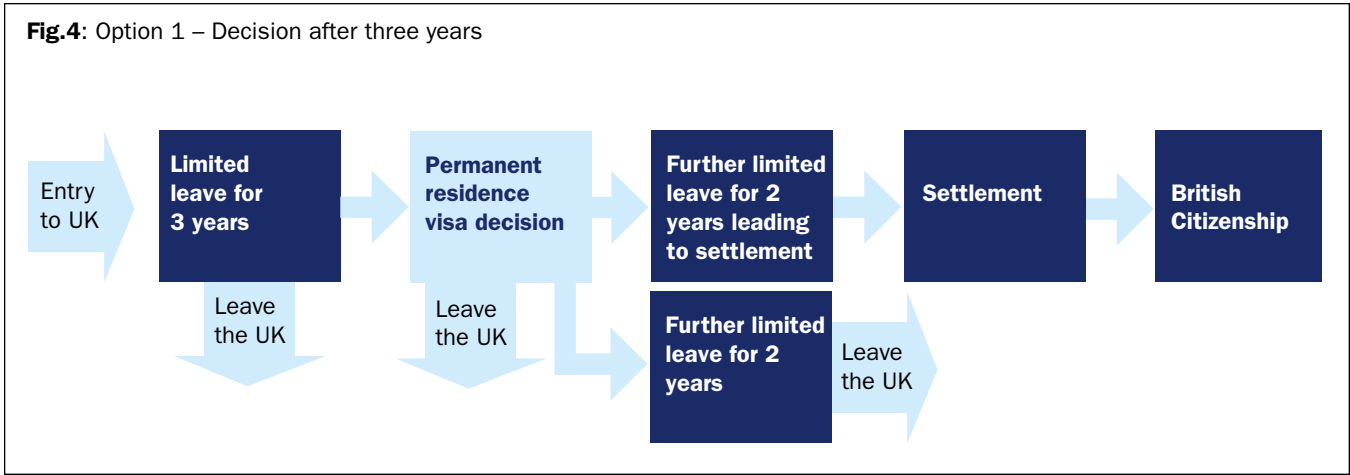 Fig.4: Option 1 – Decision after three years
Entry
to UK
Limited
leave for
3 years
Permanent
residence
visa decision
Further limited
leave for 2
years leading
to settlement
Settlement
British
Citizenship
Leave
the UK
Leave
the UK
Further limited
leave for 2
years
Leave
the UK